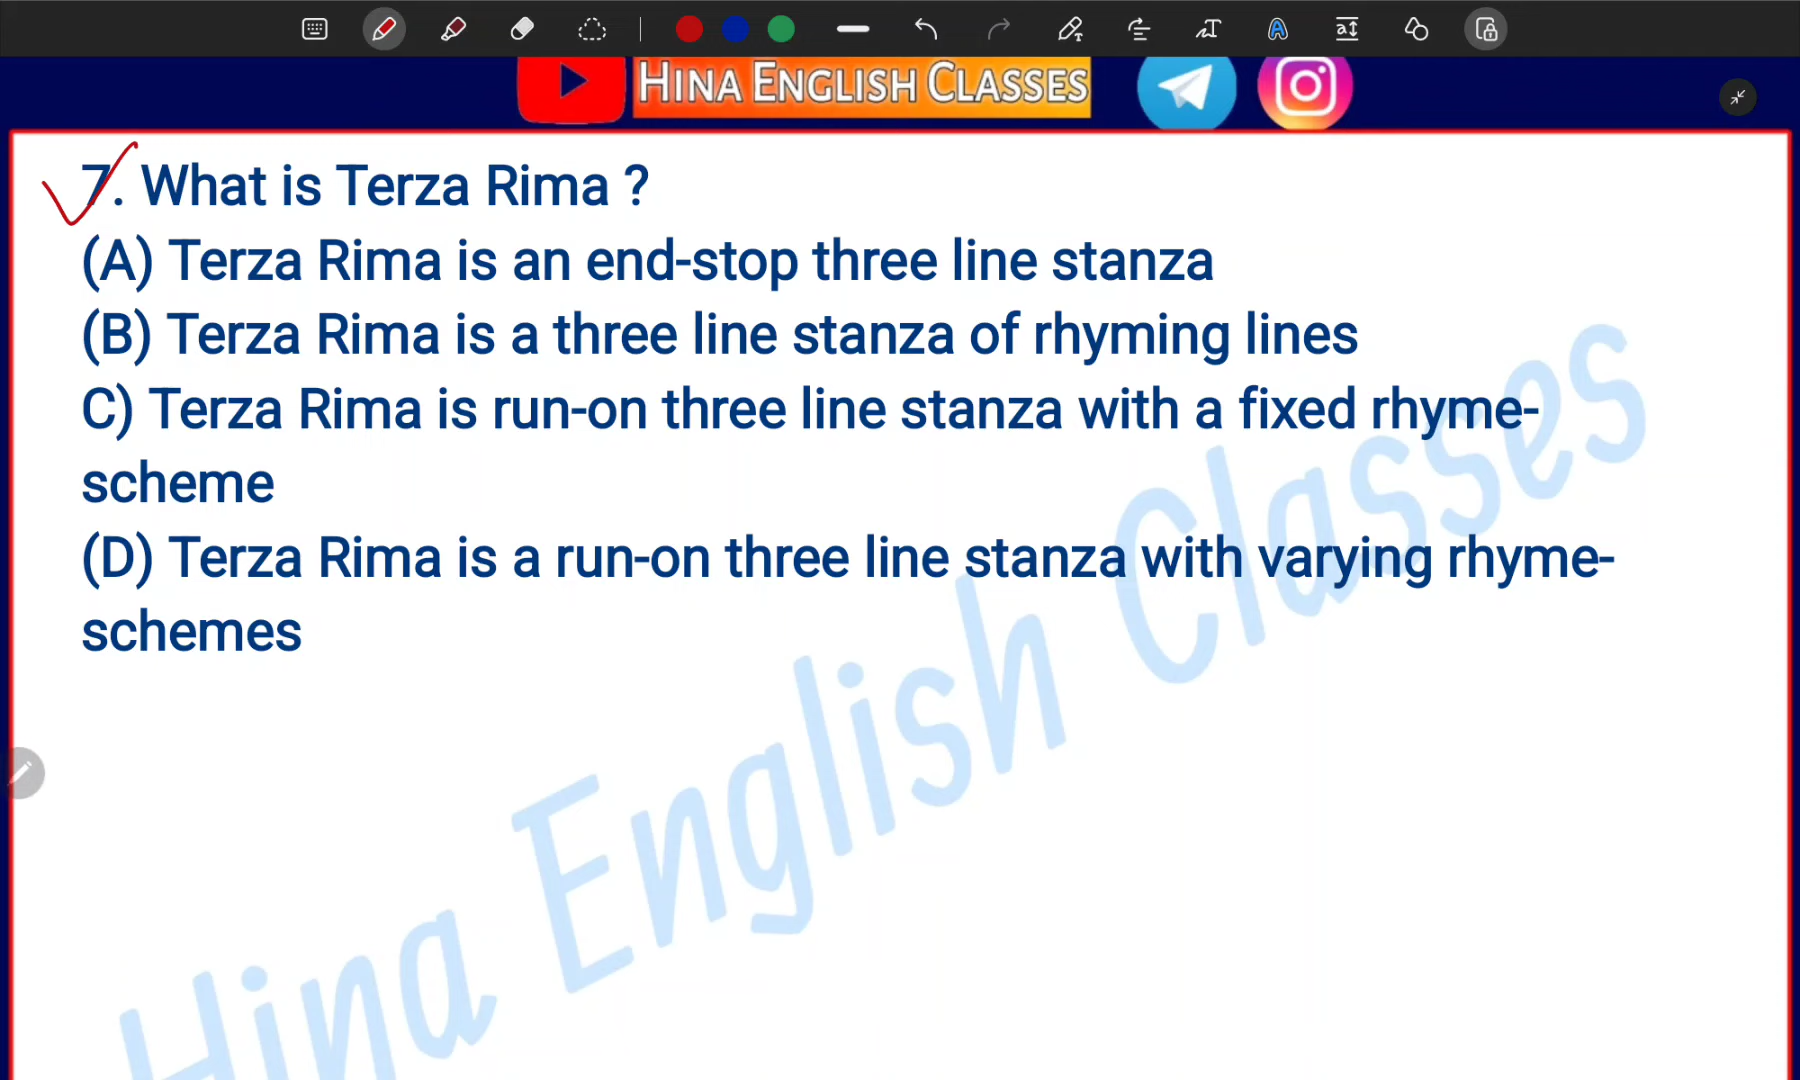 HINA ENGLISH CLASSES
7. What is Terza Rima ?
(A) Terza Rima is an end-stop three line stanza
(B) Terza Rima is a three line stanza of rhyming lines
C) Terza Rima is run-on three line stanza with a fixed rhyme-
scheme
(D) Terza Rima is a run-on three line stanza with varying rhyme-
schemes
Hina English Classes